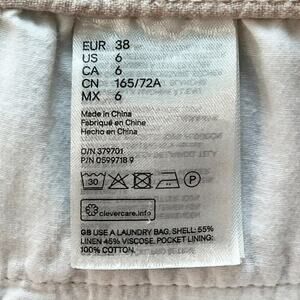 EUR 38
US 6
CA 6
CN 165/72A
MX 6
Made in China
Fabriqué en Chine
Hecho en China
O/N 379701
P/N 0599718 9
30
clevercare.info
GB USE A LAUNDRY BAG, SHELL: 55%
LINEN 45% VISCOSE. POCKET LINING:
100% COTTON.